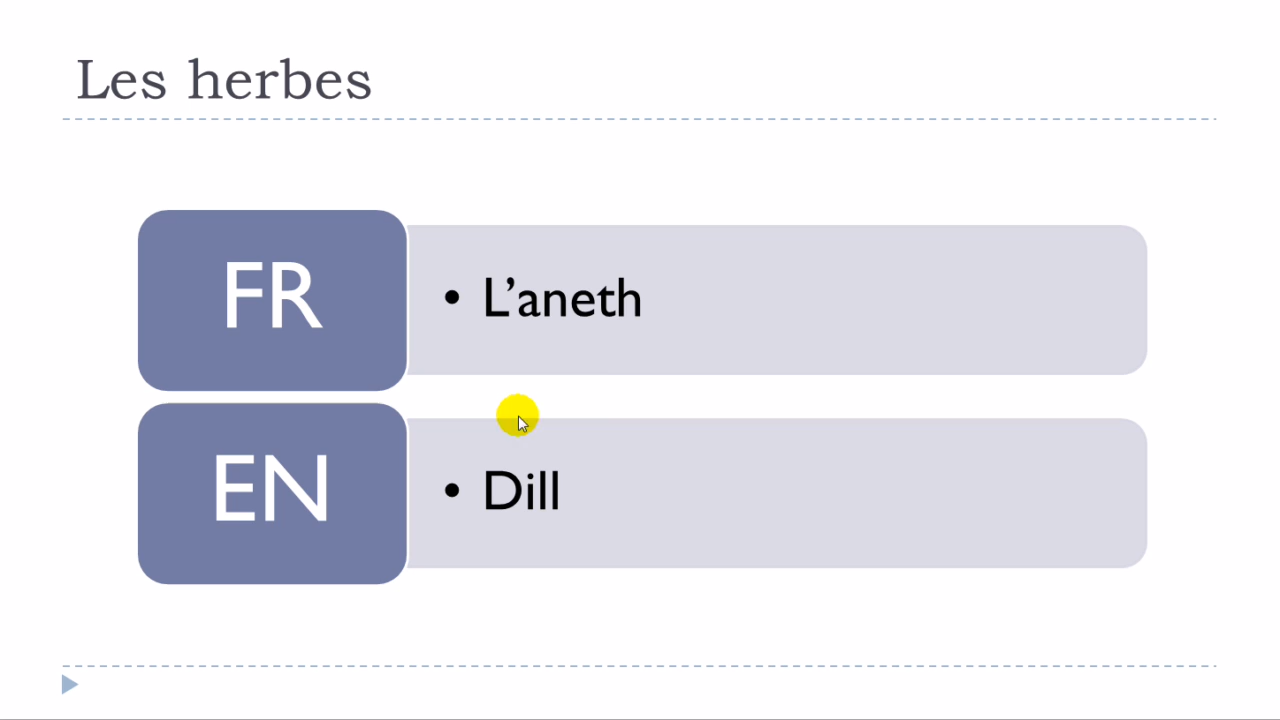 Les herbes
FR
• L’aneth
EN
• Dill